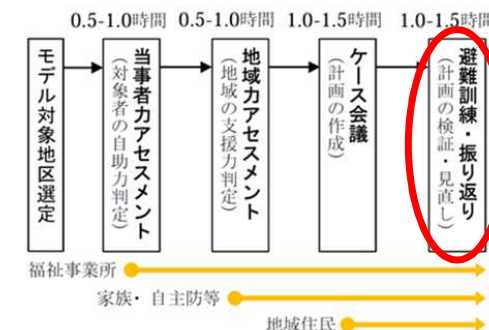 0.5-1.0時間
0.5-1.0時間
1.0-1.5時間
1.0-1.5時間
モデル対象地区選定
当事者力アセスメント
(対象者の自助力判定)
地域力アセスメント
(地域の支援力判定)
ケース会議
(計画の作成)
避難訓練・振り返り
(計画の検証・見直し)
福祉事業所
家族・自主防等
地域住民